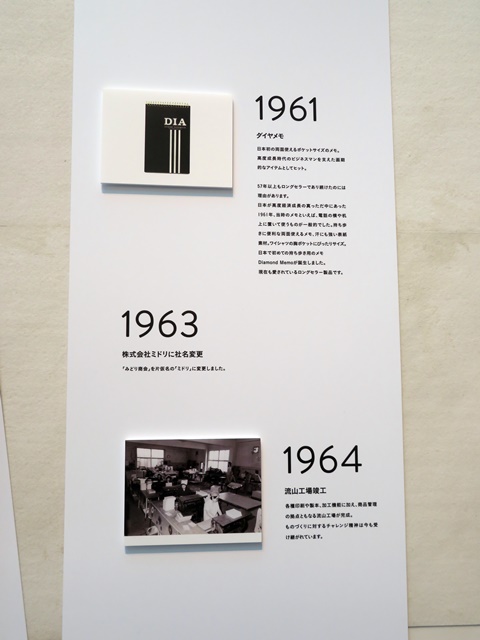 DIA
1961
ダイヤメモ
日本初の両面使えるポケットサイズのメモ。
高度成長時代のビジネスマンを支えた画期
的なアイテムとしてヒット。
57年以上もロングセラーであり続けたのには
理由があります。
日本が高度経済成長の真っただ中にあった
1961年。当時のメモといえば、電話の横や机
上に置いて使うものが一般的でした。持ち歩
きに便利な両面使えるメモ、汗にも強い表紙
素材。ワイシャツの胸ポケットにぴったりサイズ。
日本で初めての持ち歩き用のメモ
Diamond Memoが誕生しました。
現在も愛されているロングセラー製品です。
1963
株式会社ミドリに社名変更
「みどり商会」を片仮名の「ミドリ」に変更しました。
1964
流山工場竣工
各種印刷や製本、加工機能に加え、商品管理
の拠点ともなる流山工場が完成。
ものづくりに対するチャレンジ精神は今も受
け継がれています。